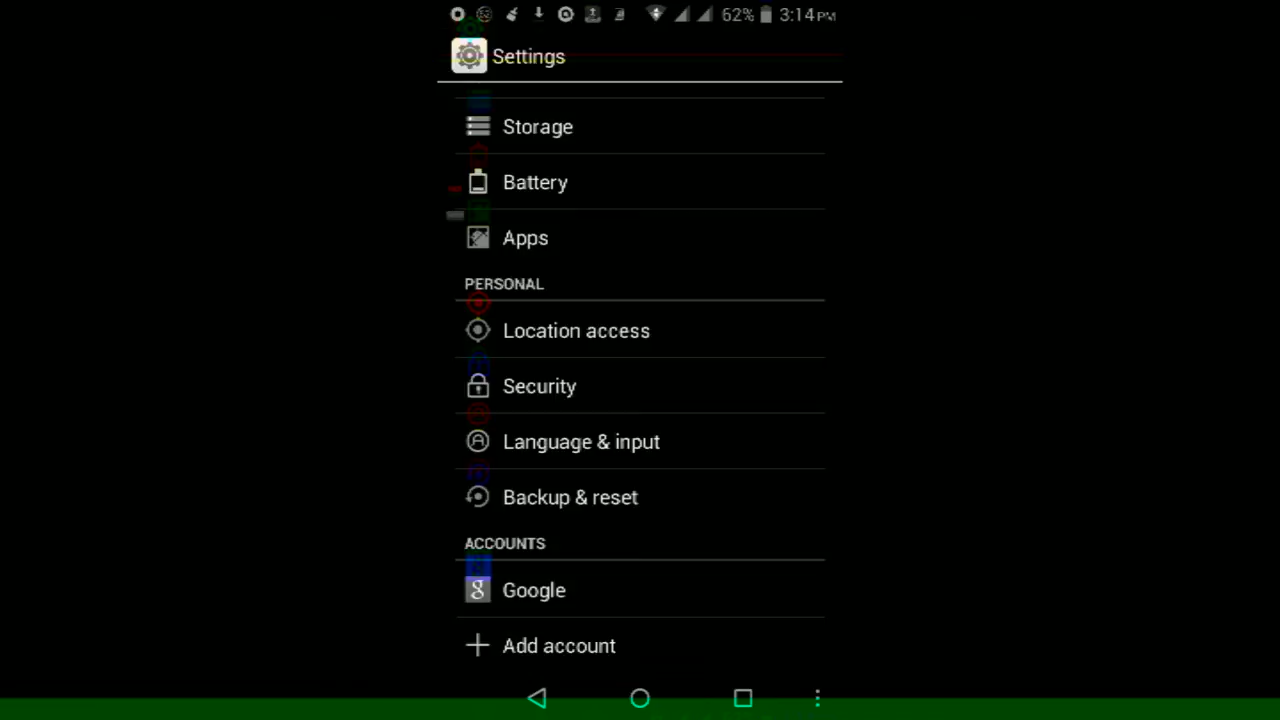 62% 3:14PM
Settings
Storage
Battery
Apps
PERSONAL
Location access
Security
Language & input
Backup & reset
ACCOUNTS
g Google
Add account